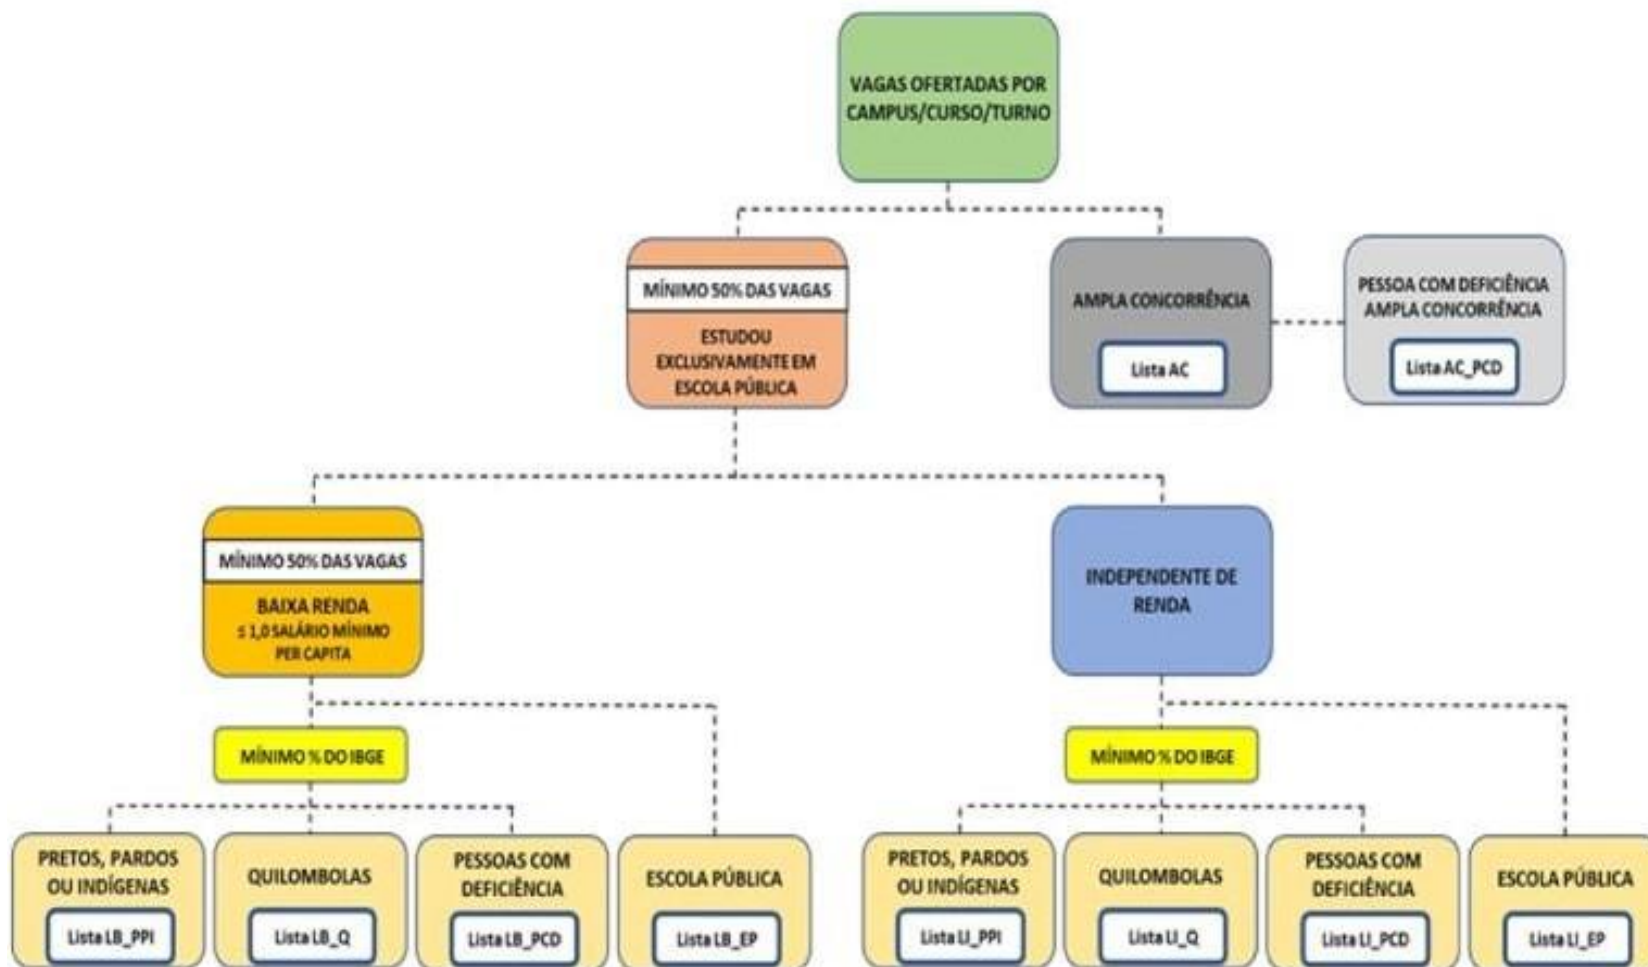 VAGAS OFERTADAS POR
CAMPUS/CURSO/TURNO
MÍNIMO 50% DAS VAGAS
ESTUDOU
EXCLUSIVAMENTE EM
ESCOLA PÚBLICA
AMPLA CONCORRÊNCIA
Lista AC
PESSOA COM DEFICIÊNCIA
AMPLA CONCORRÊNCIA
Lista AC_PCD
MÍNIMO 50% DAS VAGAS
BAIXA RENDA
≤ 1,0 SALÁRIO MÍNIMO
PER CAPITA
INDEPENDENTE DE
RENDA
MÍNIMO % DO IBGE
MÍNIMO % DO IBGE
PRETOS, PARDOS
OU INDÍGENAS
Lista LB_PPI
QUILOMBOLAS
Lista LB_Q
PESSOAS COM
DEFICIÊNCIA
Lista LB_PCD
ESCOLA PÚBLICA
Lista LB_EP
PRETOS, PARDOS
OU INDÍGENAS
Lista LI_PPI
QUILOMBOLAS
Lista LI_Q
PESSOAS COM
DEFICIÊNCIA
Lista LI_PCD
ESCOLA PÚBLICA
Lista LI_EP